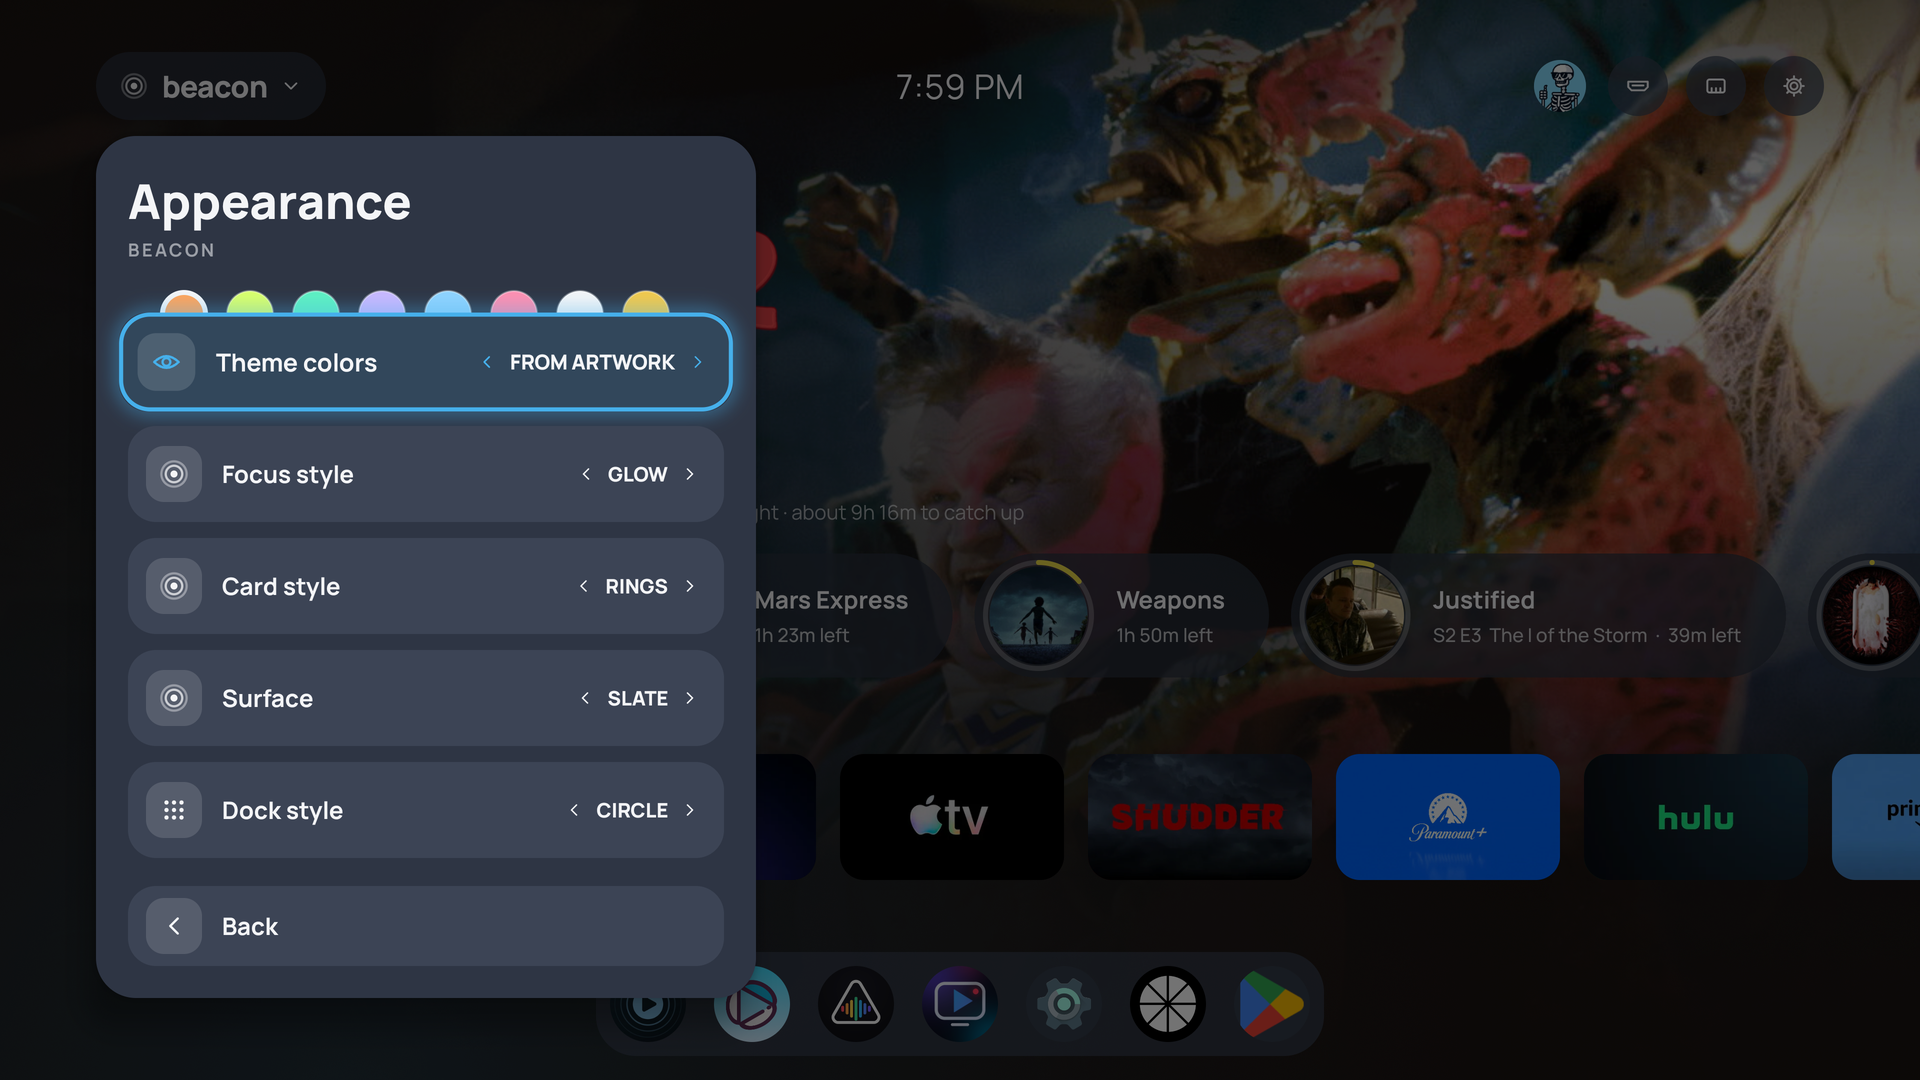 beacon
7:59 PM
Appearance
BEACON
Theme colors
FROM ARTWORK
Focus style
GLOW
Card style
RINGS
Surface
SLATE
Dock style
CIRCLE
Back
2
ht · about 9h 16m to catch up
Mars Express
1h 23m left
Weapons
1h 50m left
Justified
S2 E3 The I of the Storm · 39m left
tv
SHUDDER
Paramount+
hulu
prin